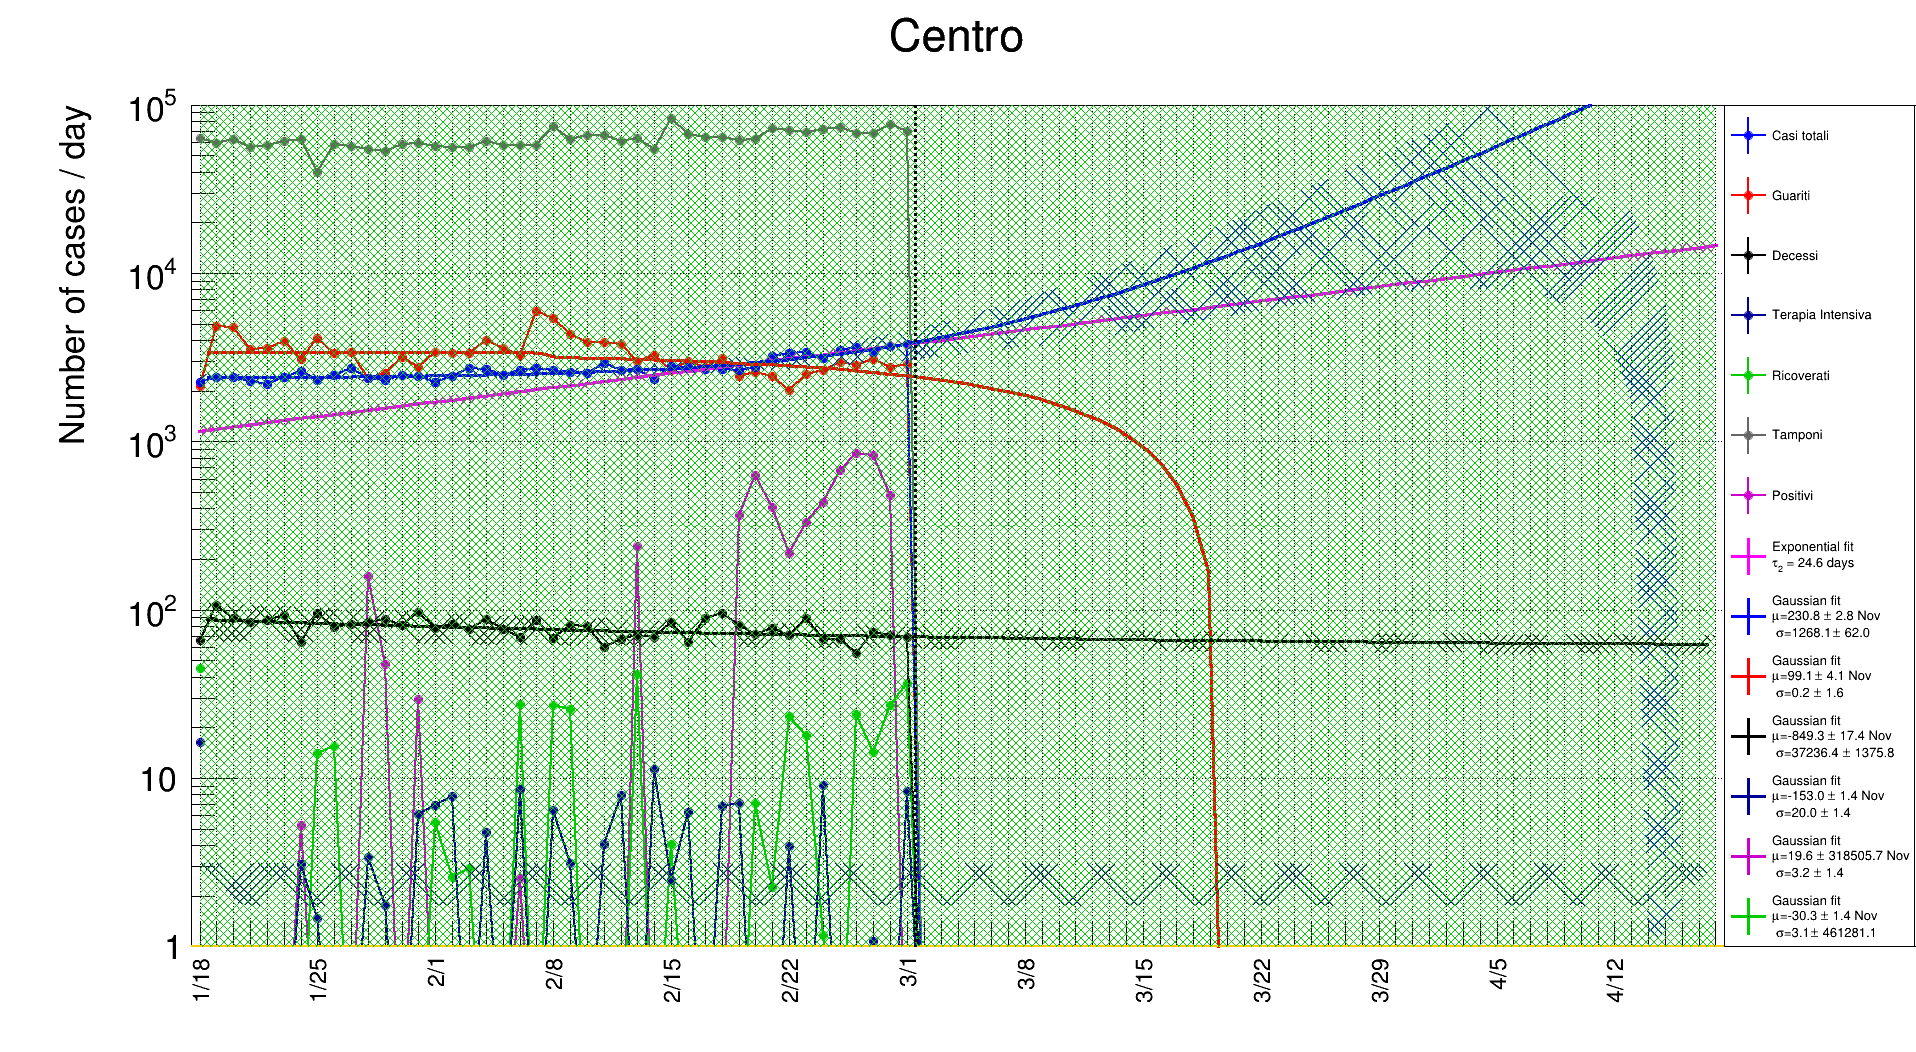 Centro
Number of cases / day
10^5
10^4
10^3
10^2
10
1
1/18
1/25
2/1
2/8
2/15
2/22
3/1
3/8
3/15
3/22
3/29
4/5
4/12
Casi totali
Guariti
Decessi
Terapia Intensiva
Ricoverati
Tamponi
Positivi
Exponential fit
τ₂ = 24.6 days
Gaussian fit
μ=230.8 ± 2.8 Nov
σ=1268.1 ± 62.0
Gaussian fit
μ=99.1 ± 4.1 Nov
σ=0.2 ± 1.6
Gaussian fit
μ=-849.3 ± 17.4 Nov
σ=37236.4 ± 1375.8
Gaussian fit
μ=-153.0 ± 1.4 Nov
σ=20.0 ± 1.4
Gaussian fit
μ=19.6 ± 318505.7 Nov
σ=3.2 ± 1.4
Gaussian fit
μ=-30.3 ± 1.4 Nov
σ=3.1 ± 461281.1